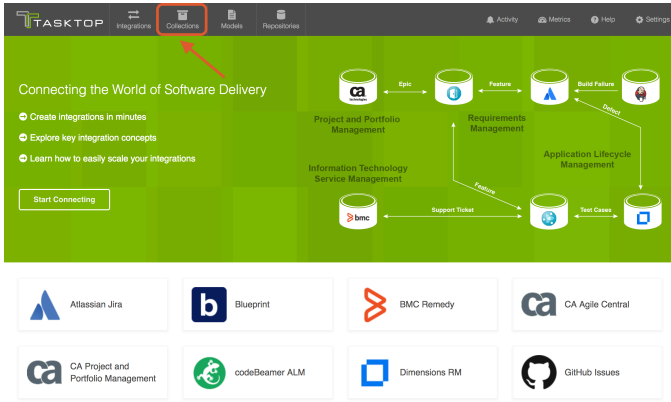 TASKTOP
Integrations
Collections
Models
Repositories
Activity
Metrics
Help
Settings
Connecting the World of Software Delivery
Create integrations in minutes
Explore key integration concepts
Learn how to easily scale your integrations
Start Connecting
ca
technologies
Epic
Feature
Build Failure
Defect
Project and Portfolio
Management
Requirements
Management
Application Lifecycle
Management
Information Technology
Service Management
Feature
bmc
Support Ticket
Test Cases
Atlassian Jira
b
Blueprint
BMC Remedy
ca
CA Agile Central
ca
CA Project and
Portfolio Management
codeBeamer ALM
Dimensions RM
GitHub Issues